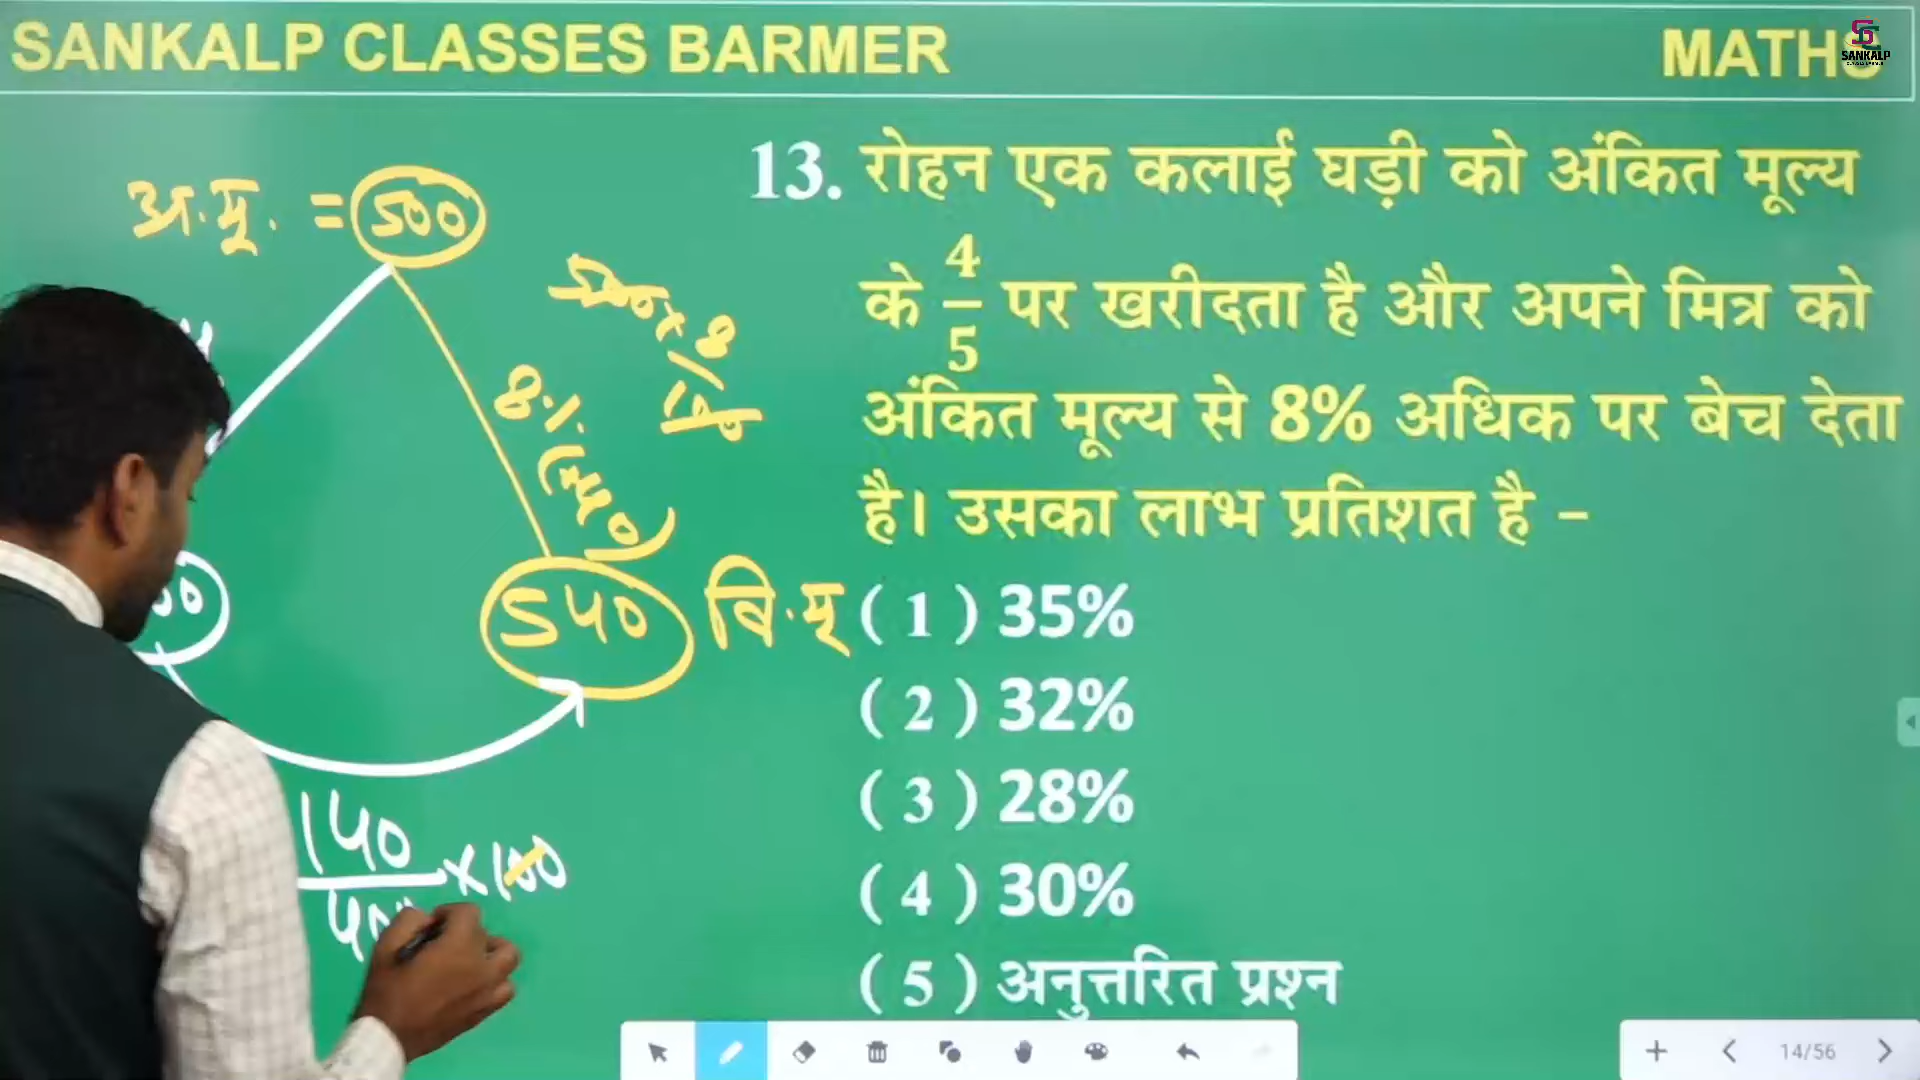 SANKALP CLASSES BARMER
MATHS
SANKALP
13. रोहन एक कलाई घड़ी को अंकित मूल्य
के 4/5 पर खरीदता है और अपने मित्र को
अंकित मूल्य से 8% अधिक पर बेच देता
है। उसका लाभ प्रतिशत है –
( 1 ) 35%
( 2 ) 32%
( 3 ) 28%
( 4 ) 30%
( 5 ) अनुत्तरित प्रश्न
अ.मू. = 500
8%
540 वि.मू
140
×100
14/56